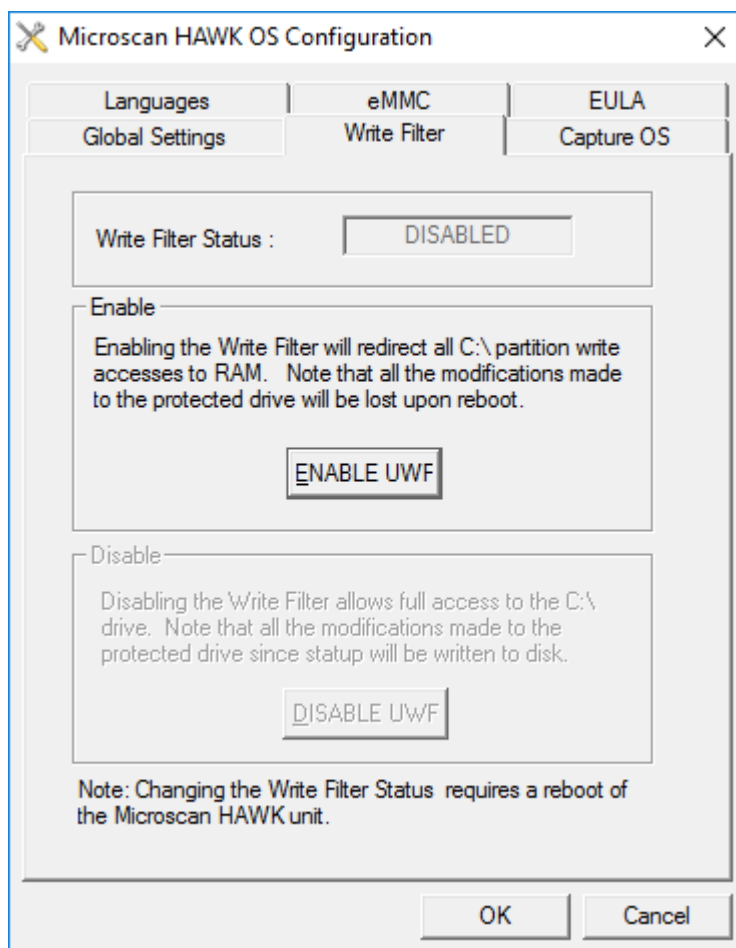 Microscan HAWK OS Configuration
Languages eMMC EULA
Global Settings Write Filter Capture OS
Write Filter Status : DISABLED
Enable
Enabling the Write Filter will redirect all C:\ partition write
accesses to RAM. Note that all the modifications made
to the protected drive will be lost upon reboot.
ENABLE UWF
Disable
Disabling the Write Filter allows full access to the C:\
drive. Note that all the modifications made to the
protected drive since statup will be written to disk.
DISABLE UWF
Note: Changing the Write Filter Status requires a reboot of
the Microscan HAWK unit.
OK Cancel